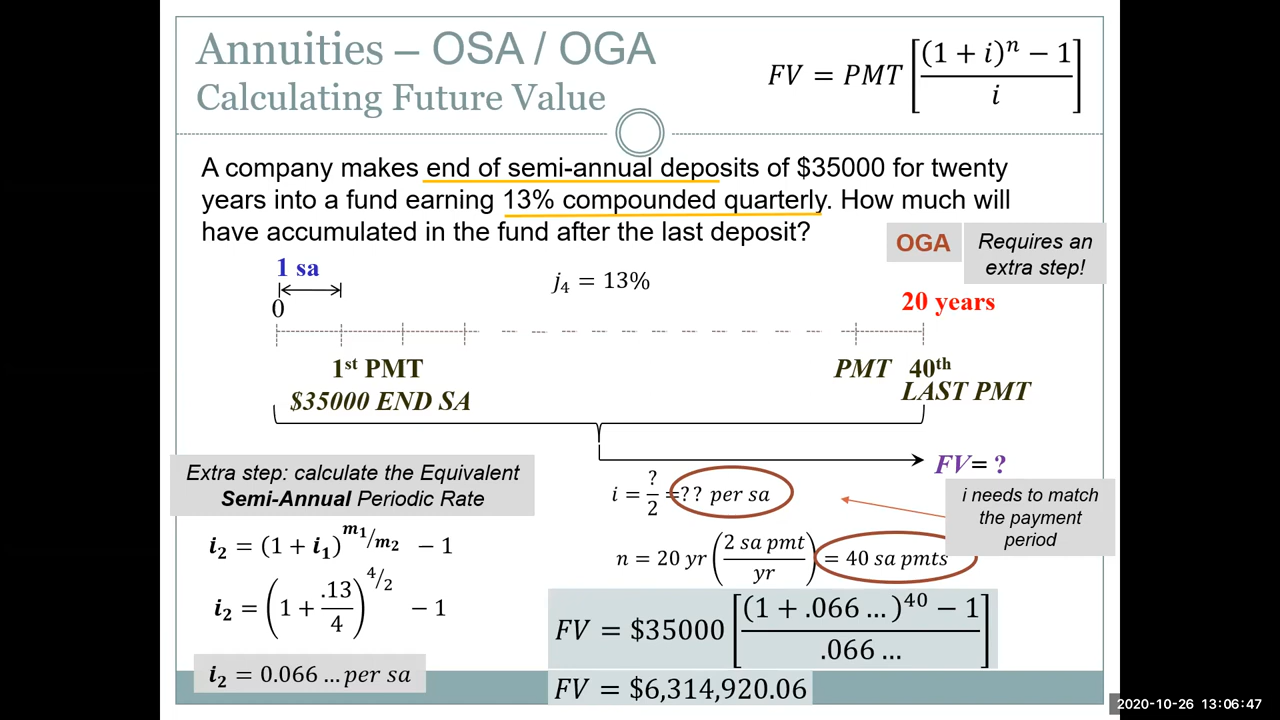 Annuities – OSA / OGA
Calculating Future Value
FV = PMT [((1 + i)^n − 1)/i]
A company makes end of semi-annual deposits of $35000 for twenty
years into a fund earning 13% compounded quarterly. How much will
have accumulated in the fund after the last deposit?
OGA
Requires an
extra step!
1 sa
j₄ = 13%
20 years
0
1st PMT
PMT 40th
$35000 END SA
LAST PMT
FV= ?
Extra step: calculate the Equivalent
Semi-Annual Periodic Rate
i = ?/2 =?? per sa
i needs to match
the payment
period
i₂ = (1 + i₁)^(m₁/m₂) − 1
n = 20 yr (2 sa pmt/yr) = 40 sa pmts
i₂ = (1 + .13/4)^(4/2) − 1
FV = $35000 [((1 + .066 …)^40 − 1)/.066 …]
i₂ = 0.066 … per sa
FV = $6,314,920.06
2020-10-26 13:06:47